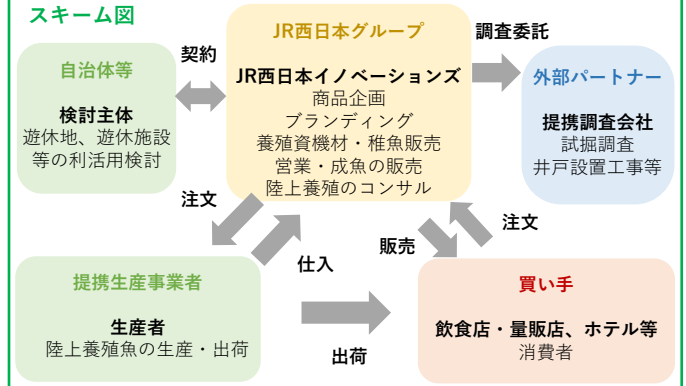 スキーム図
自治体等
検討主体
遊休地、遊休施設
等の利活用検討
契約
JR西日本グループ
JR西日本イノベーションズ
商品企画
ブランディング
養殖資機材・稚魚販売
営業・成魚の販売
陸上養殖のコンサル
調査委託
外部パートナー
提携調査会社
試掘調査
井戸設置工事等
注文
仕入
販売
注文
提携生産事業者
生産者
陸上養殖魚の生産・出荷
出荷
買い手
飲食店・量販店、ホテル等
消費者